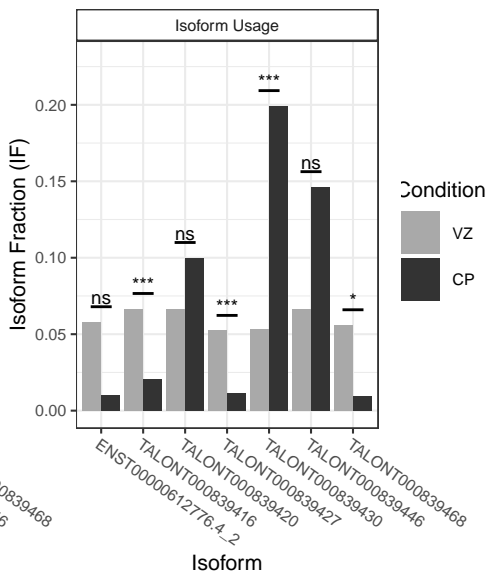 Isoform Usage
Isoform Fraction (IF)
0.20
0.15
0.10
0.05
0.00
ns
***
ns
***
***
ns
*
Condition
VZ
CP
ENST00000612776.4_2
TALONT000839416
TALONT000839420
TALONT000839427
TALONT000839430
TALONT000839446
TALONT000839468
000839468
Isoform